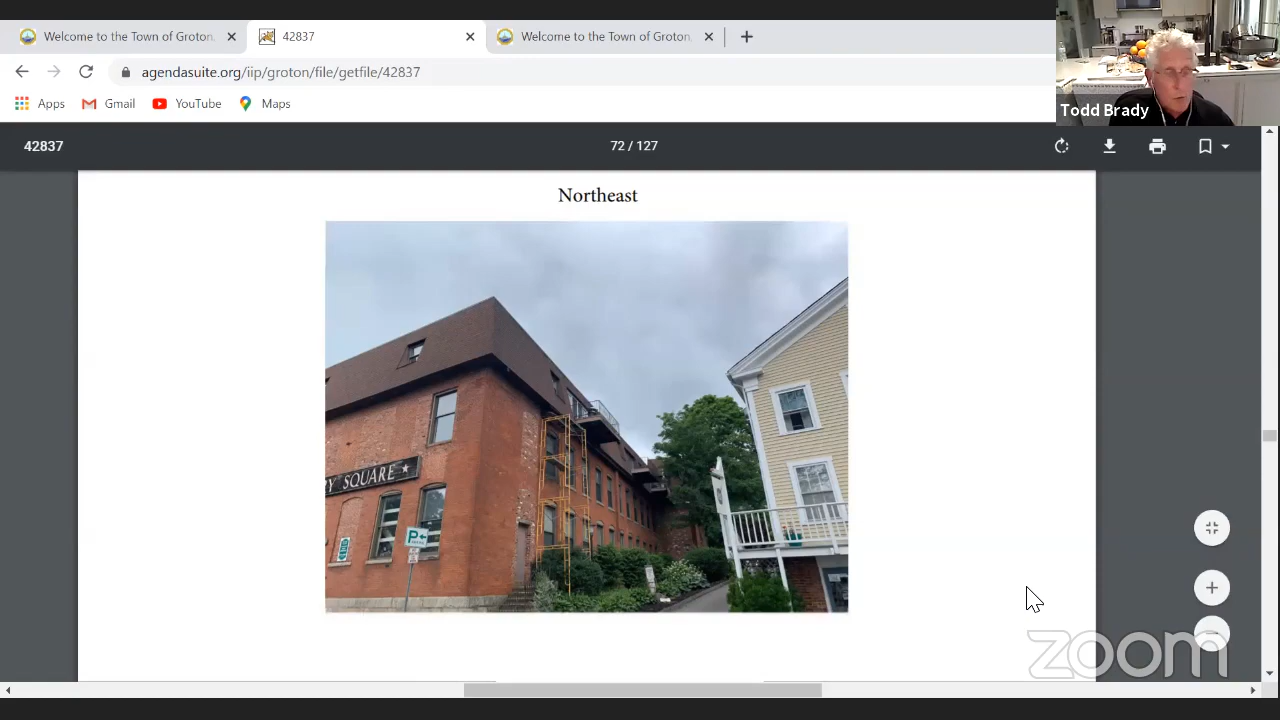 Welcome to the Town of Groton,
42837
Welcome to the Town of Groton,
agendasuite.org/iip/groton/file/getfile/42837
Apps
Gmail
YouTube
Maps
Todd Brady
42837
72 / 127
Northeast
Y SQUARE
P
zoom